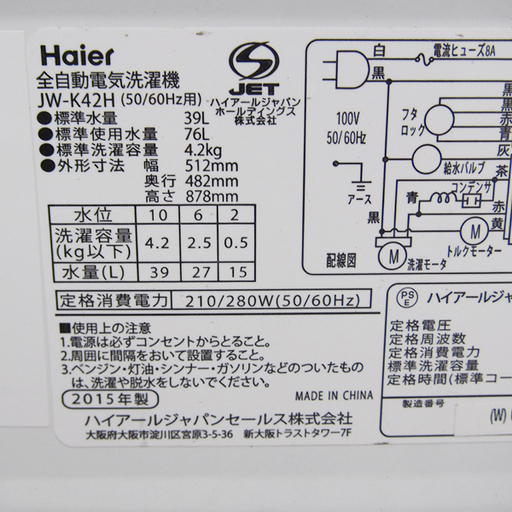 Haier
全自動電気洗濯機
JW-K42H (50/60Hz用)
●標準水量 39L
●標準使用水量 76L
●標準洗濯容量 4.2kg
●外形寸法 幅 512mm
奥行 482mm
高さ 878mm
S
JET
ハイアールジャパン
ホールディングス
株式会社
水位 10 6 2
洗濯容量(kg以下) 4.2 2.5 0.5
水量(L) 39 27 15
定格消費電力 210/280W(50/60Hz)
■使用上の注意
1.電源は必ずコンセントからとること。
2.周囲に間隔をおいて設置すること。
3.ベンジン・灯油・シンナー・ガソリンなどのついたもの
は、洗濯や脱水をしないでください。
2015年製
MADE IN CHINA
ハイアールジャパンセールス株式会社
大阪府大阪市淀川区宮原3-5-36 新大阪トラストタワー7F
白
電流ヒューズ8A
黒
100V
50/60Hz
フタ
ロック
黒
黒
赤
青
灰
給水バルブ
茶
アース
青
コンデンサ
赤
黒
黄
M
M
配線図
洗濯モータ
トルクモーター
PS
E
ハイアールジャ
定格電圧
定格周波数
定格消費電力
標準洗濯容量
定格時間(標準コー
製造番号
(W)